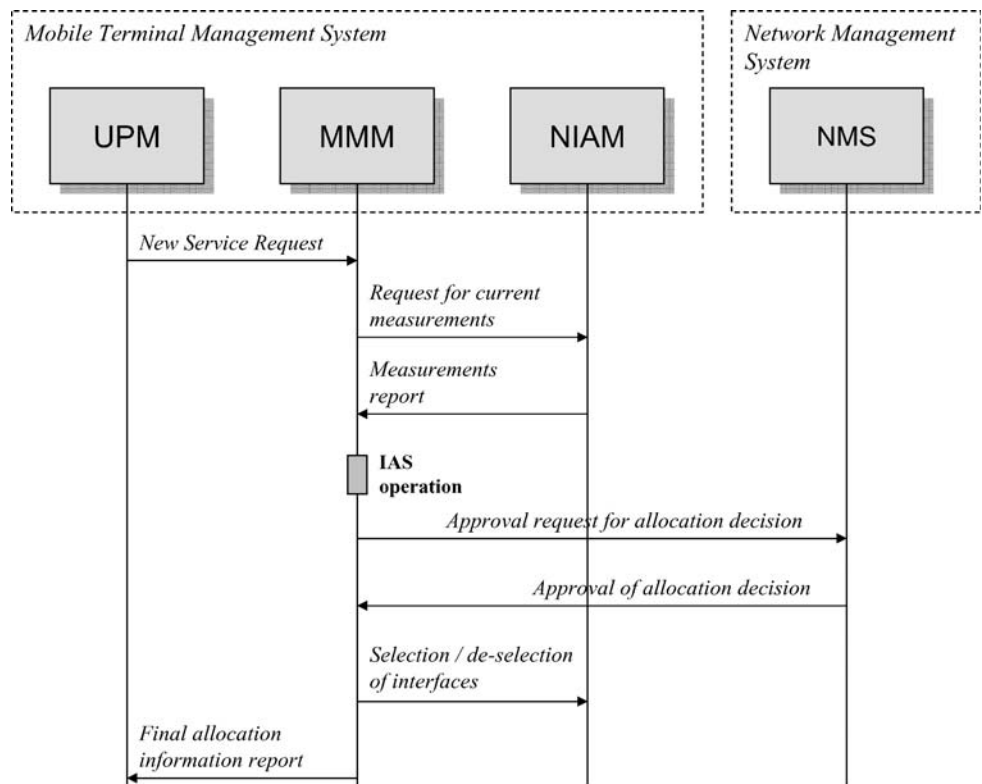 Mobile Terminal Management System
Network Management
System
UPM
MMM
NIAM
NMS
New Service Request
Request for current
measurements
Measurements
report
IAS
operation
Approval request for allocation decision
Approval of allocation decision
Selection / de-selection
of interfaces
Final allocation
information report